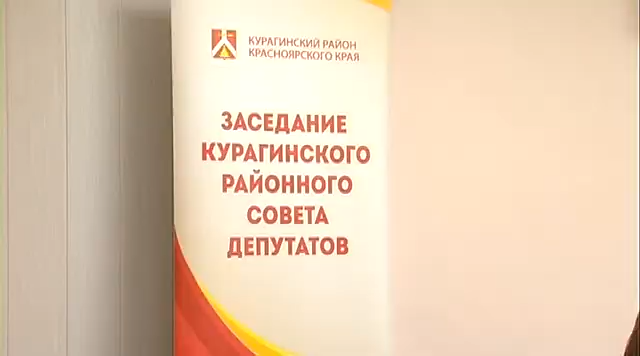 КУРАГИНСКИЙ РАЙОН
КРАСНОЯРСКОГО КРАЯ
ЗАСЕДАНИЕ
КУРАГИНСКОГО
РАЙОННОГО
СОВЕТА
ДЕПУТАТОВ